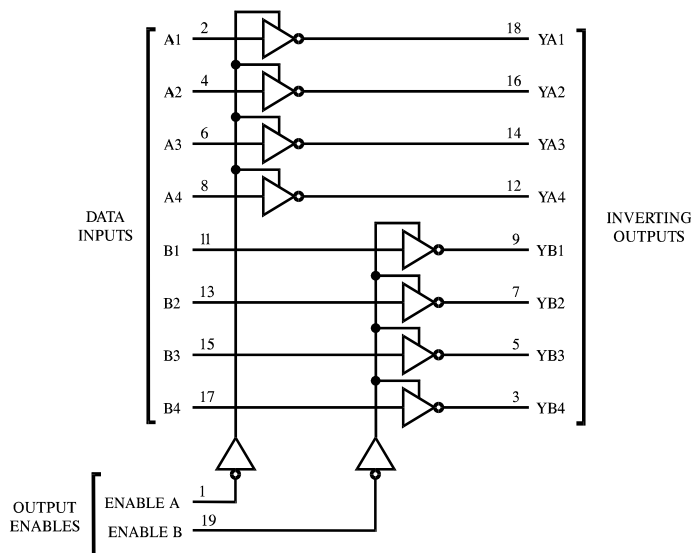 A1 2 18 YA1
A2 4 16 YA2
A3 6 14 YA3
A4 8 12 YA4
DATA
INPUTS
INVERTING
OUTPUTS
B1 11 9 YB1
B2 13 7 YB2
B3 15 5 YB3
B4 17 3 YB4
OUTPUT
ENABLES
ENABLE A 1
ENABLE B 19